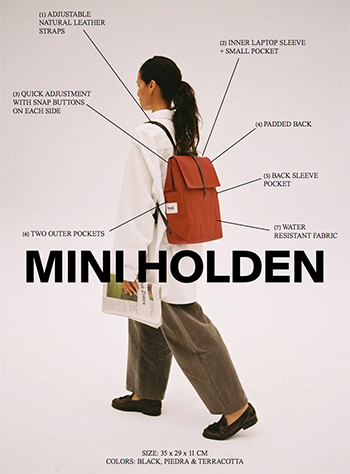 (1) ADJUSTABLE
NATURAL LEATHER
STRAPS
(2) INNER LAPTOP SLEEVE
+ SMALL POCKET
(3) QUICK ADJUSTMENT
WITH SNAP BUTTONS
ON EACH SIDE
(4) PADDED BACK
(5) BACK SLEEVE
POCKET
(6) TWO OUTER POCKETS
(7) WATER
RESISTANT FABRIC
MINI HOLDEN
SIZE: 35 x 29 x 11 CM
COLORS: BLACK, PIEDRA & TERRACOTTA